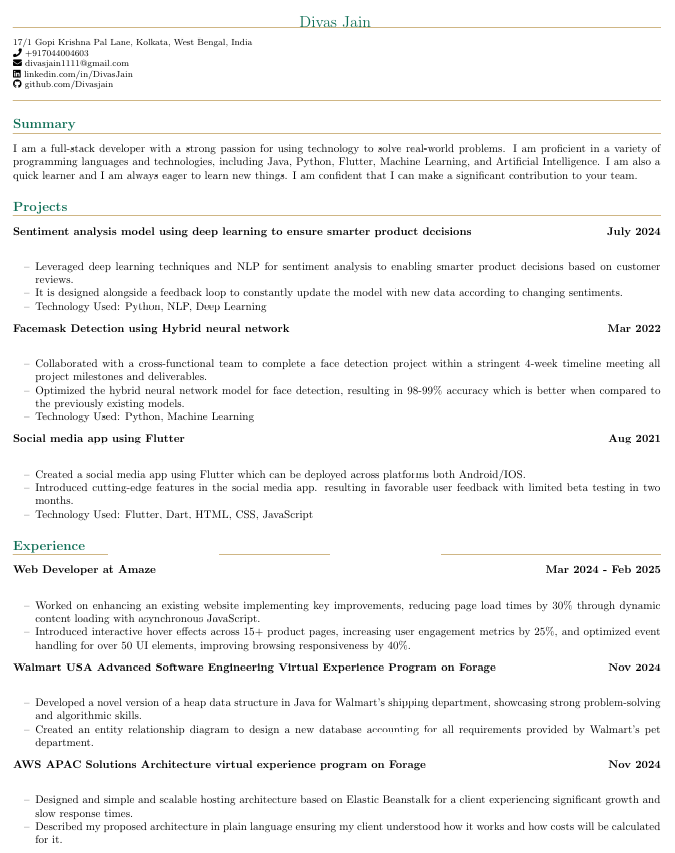 Divas Jain
17/1 Gopi Krishna Pal Lane, Kolkata, West Bengal, India
+917044004603
divasjain1111@gmail.com
linkedin.com/in/DivasJain
github.com/Divasjain
Summary
I am a full-stack developer with a strong passion for using technology to solve real-world problems. I am proficient in a variety of
programming languages and technologies, including Java, Python, Flutter, Machine Learning, and Artificial Intelligence. I am also a
quick learner and I am always eager to learn new things. I am confident that I can make a significant contribution to your team.
Projects
Sentiment analysis model using deep learning to ensure smarter product decisions July 2024
– Leveraged deep learning techniques and NLP for sentiment analysis to enabling smarter product decisions based on customer
reviews.
– It is designed alongside a feedback loop to constantly update the model with new data according to changing sentiments.
– Technology Used: Python, NLP, Deep Learning
Facemask Detection using Hybrid neural network Mar 2022
– Collaborated with a cross-functional team to complete a face detection project within a stringent 4-week timeline meeting all
project milestones and deliverables.
– Optimized the hybrid neural network model for face detection, resulting in 98-99% accuracy which is better when compared to
the previously existing models.
– Technology Used: Python, Machine Learning
Social media app using Flutter Aug 2021
– Created a social media app using Flutter which can be deployed across platforms both Android/IOS.
– Introduced cutting-edge features in the social media app. resulting in favorable user feedback with limited beta testing in two
months.
– Technology Used: Flutter, Dart, HTML, CSS, JavaScript
Experience
Web Developer at Amaze Mar 2024 - Feb 2025
– Worked on enhancing an existing website implementing key improvements, reducing page load times by 30% through dynamic
content loading with asynchronous JavaScript.
– Introduced interactive hover effects across 15+ product pages, increasing user engagement metrics by 25%, and optimized event
handling for over 50 UI elements, improving browsing responsiveness by 40%.
Walmart USA Advanced Software Engineering Virtual Experience Program on Forage Nov 2024
– Developed a novel version of a heap data structure in Java for Walmart's shipping department, showcasing strong problem-solving
and algorithmic skills.
– Created an entity relationship diagram to design a new database accounting for all requirements provided by Walmart's pet
department.
AWS APAC Solutions Architecture virtual experience program on Forage Nov 2024
– Designed and simple and scalable hosting architecture based on Elastic Beanstalk for a client experiencing significant growth and
slow response times.
– Described my proposed architecture in plain language ensuring my client understood how it works and how costs will be calculated
for it.